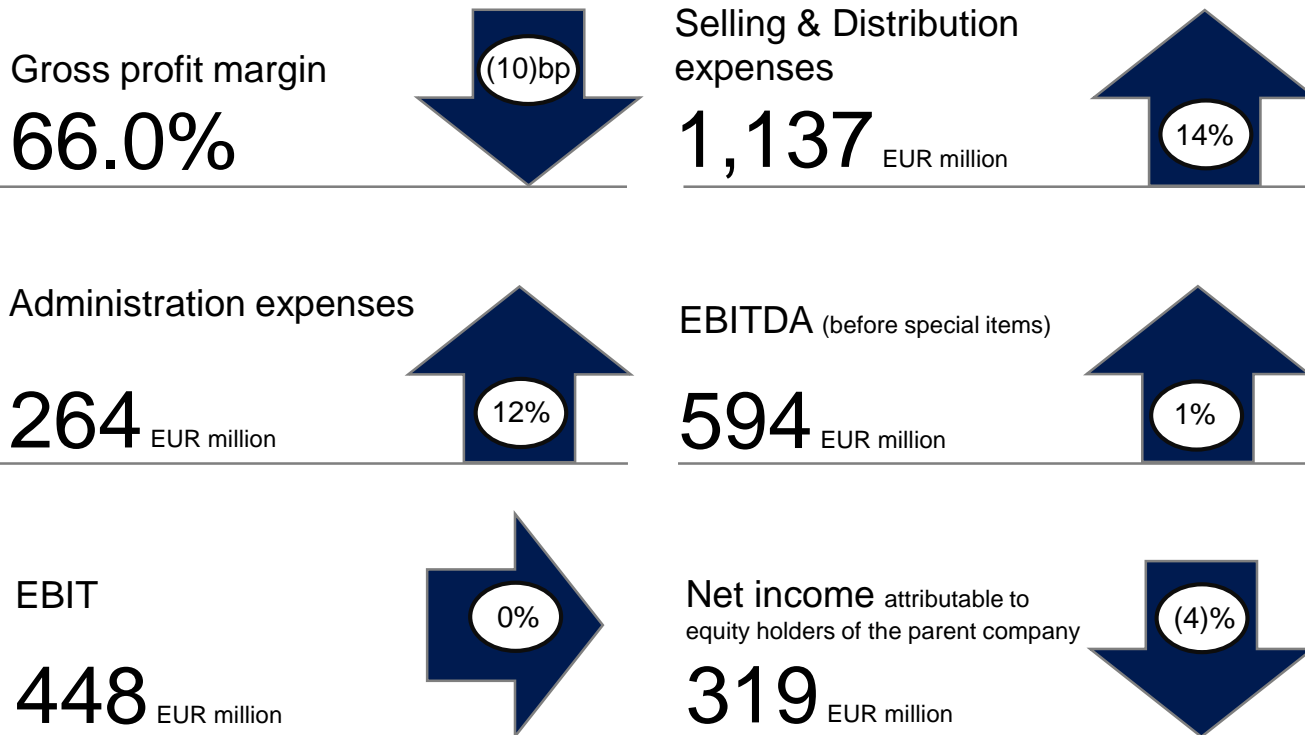 Gross profit margin
66.0%
(10)bp
Selling & Distribution
expenses
1,137 EUR million
14%
Administration expenses
264 EUR million
12%
EBITDA (before special items)
594 EUR million
1%
EBIT
448 EUR million
0%
Net income attributable to
equity holders of the parent company
319 EUR million
(4)%